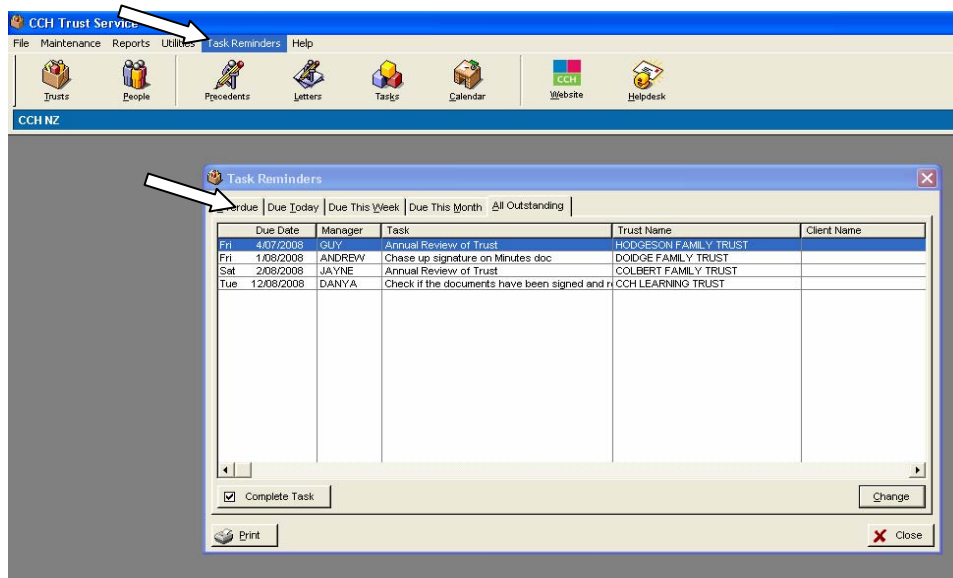 CCH Trust Service
File Maintenance Reports Utilities Task Reminders Help
Trusts People Precedents Letters Tasks Calendar Website Helpdesk
CCH
CCH NZ
Task Reminders
Due Today Due This Week Due This Month All Outstanding
Due Date Manager Task Trust Name Client Name
Fri 4/07/2008 GUY Annual Review of Trust HODGESON FAMILY TRUST
Fri 1/08/2008 ANDREW Chase up signature on Minutes doc DOIDGE FAMILY TRUST
Sat 2/08/2008 JAYNE Annual Review of Trust COLBERT FAMILY TRUST
Tue 12/08/2008 DANYA Check if the documents have been signed and r CCH LEARNING TRUST
Complete Task Change
Print Close